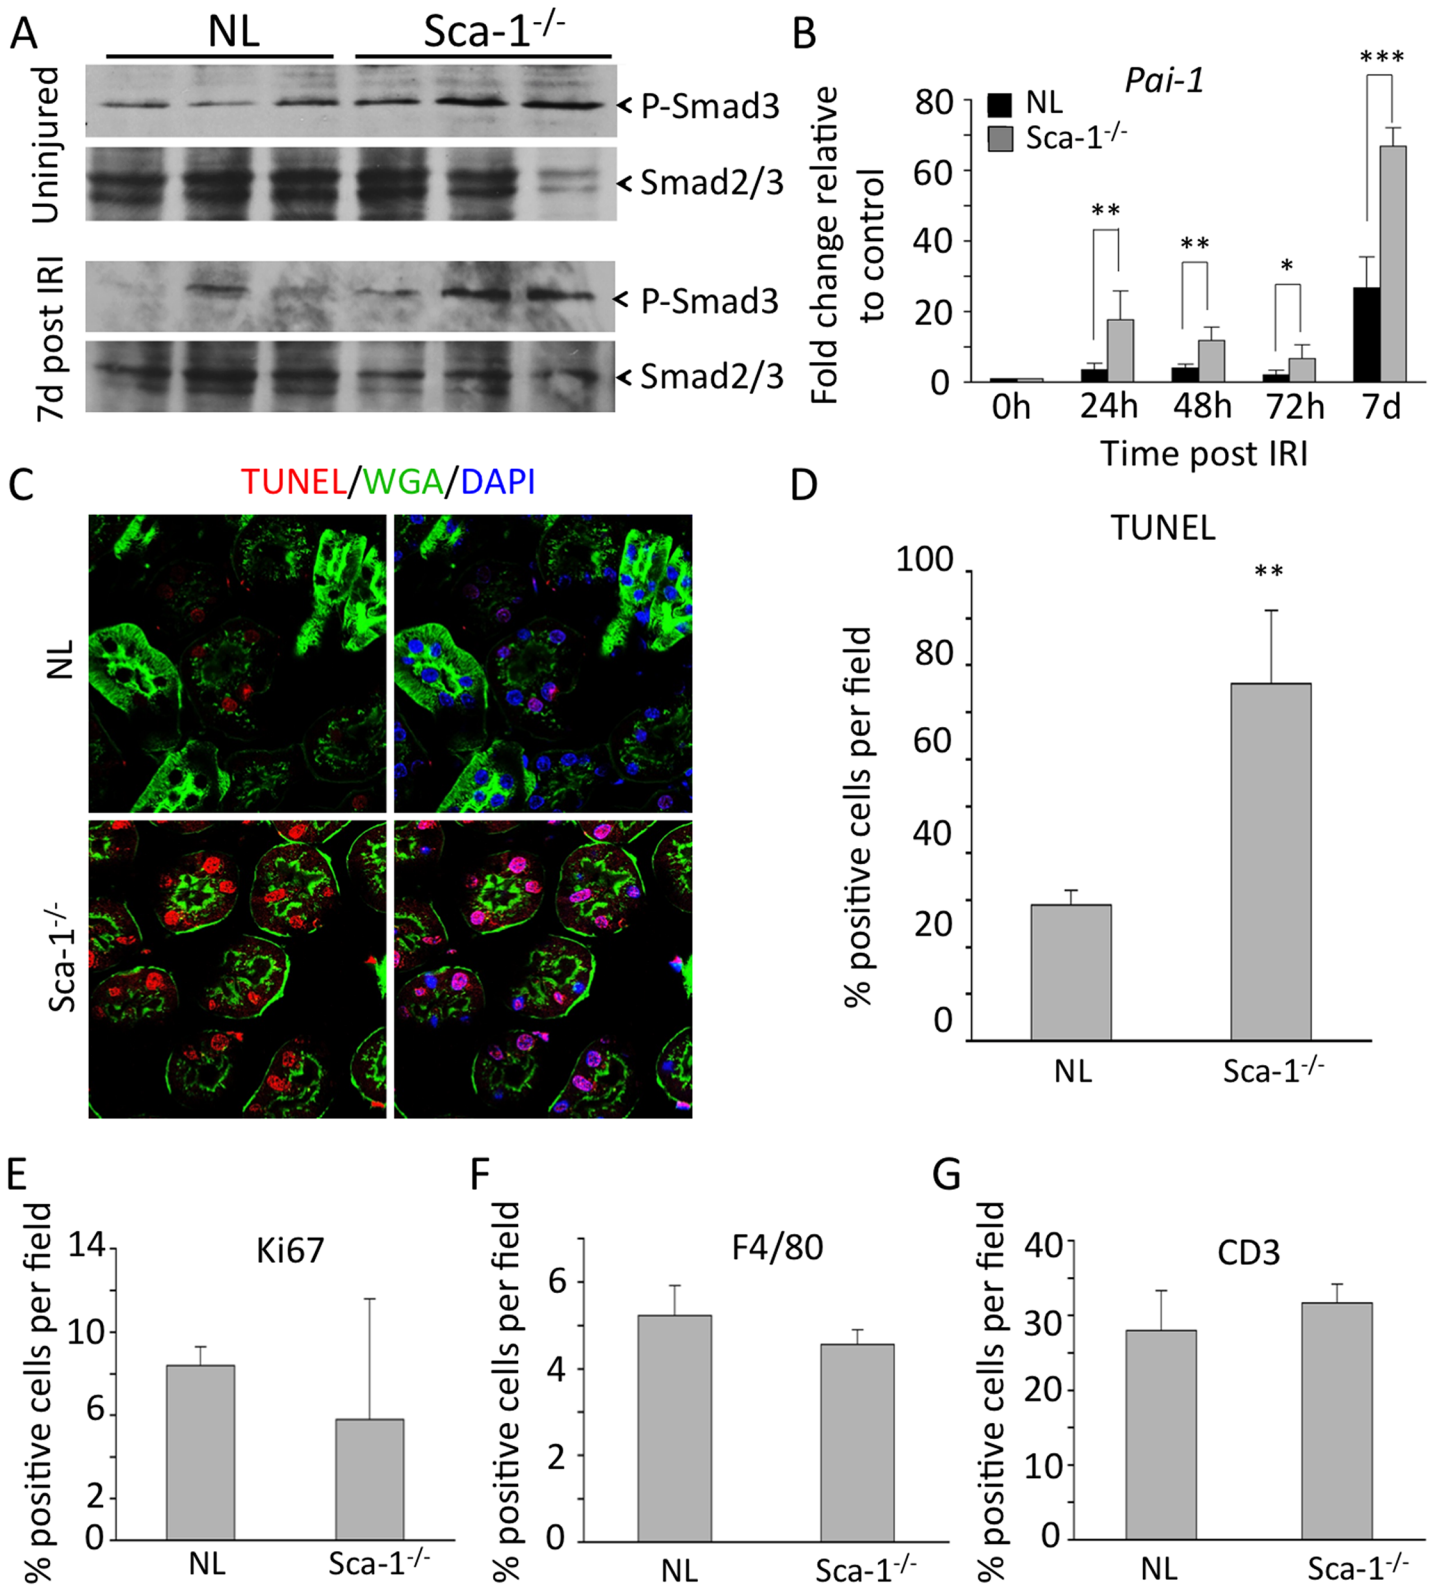 A
NL
Sca-1-/-
Uninjured
P-Smad3
Smad2/3
7d post IRI
P-Smad3
Smad2/3
B
Pai-1
Fold change relative
to control
80
60
40
20
0
NL
Sca-1-/-
**
**
*
***
0h
24h
48h
72h
7d
Time post IRI
C
TUNEL/WGA/DAPI
NL
Sca-1-/-
D
TUNEL
% positive cells per field
100
80
60
40
20
0
**
NL
Sca-1-/-
E
Ki67
% positive cells per field
14
10
6
2
0
NL
Sca-1-/-
F
F4/80
% positive cells per field
6
4
2
0
NL
Sca-1-/-
G
CD3
% positive cells per field
40
30
20
10
0
NL
Sca-1-/-